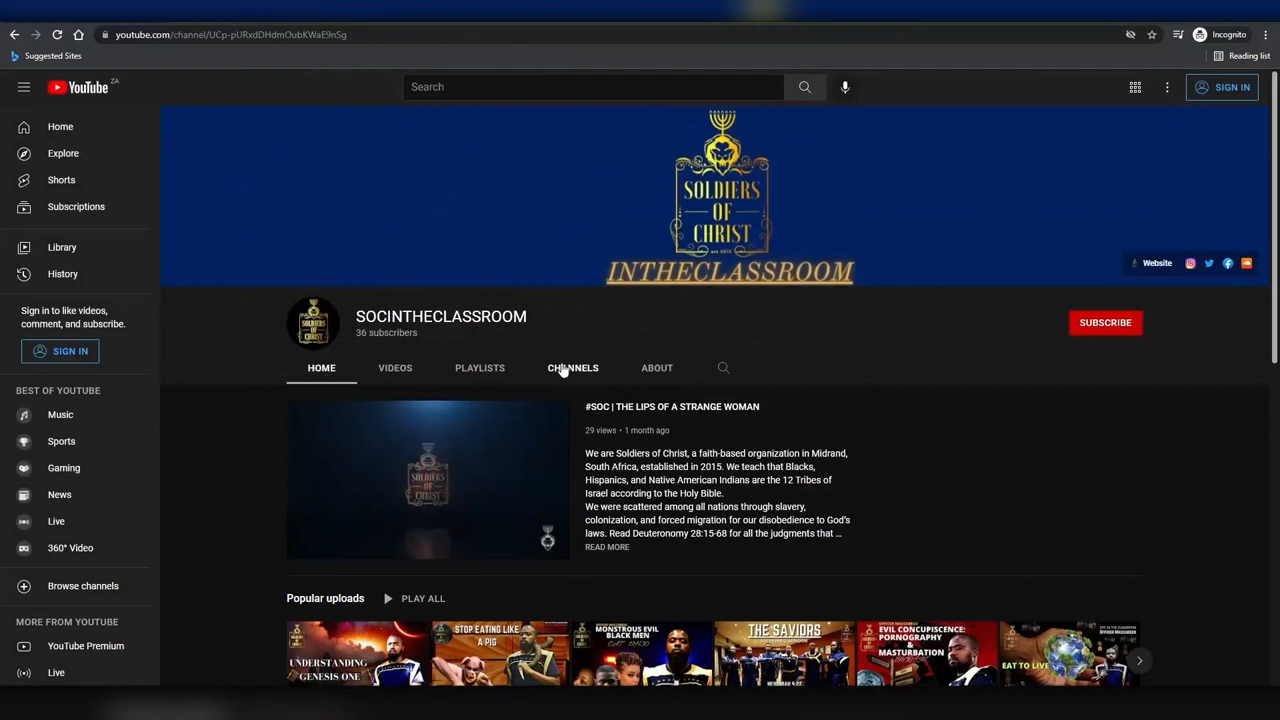 youtube.com/channel/UCp-pURxdDHdmOubKWaE9nSg
Incognito
Suggested Sites
Reading list
YouTube ZA
Search
SIGN IN
Home
Explore
Shorts
Subscriptions
Library
History
Sign in to like videos,
comment, and subscribe.
SIGN IN
BEST OF YOUTUBE
Music
Sports
Gaming
News
Live
360° Video
Browse channels
MORE FROM YOUTUBE
YouTube Premium
Live
SOLDIERS
OF
CHRIST
est 2015
INTHECLASSROOM
Website
SOCINTHECLASSROOM
36 subscribers
SUBSCRIBE
HOME
VIDEOS
PLAYLISTS
CHANNELS
ABOUT
SOLDIERS
OF
CHRIST
#SOC | THE LIPS OF A STRANGE WOMAN
29 views • 1 month ago
We are Soldiers of Christ, a faith-based organization in Midrand,
South Africa, established in 2015. We teach that Blacks,
Hispanics, and Native American Indians are the 12 Tribes of
Israel according to the Holy Bible.
We were scattered among all nations through slavery,
colonization, and forced migration for our disobedience to God's
laws. Read Deuteronomy 28:15-68 for all the judgments that ...
READ MORE
Popular uploads
PLAY ALL
UNDERSTANDING
GENESIS ONE
STOP EATING LIKE
A PIG
MONSTROUS EVIL
BLACK MEN
THE SAVIORS
EVIL CONCUPISCENCE:
PORNOGRAPHY
&
MASTURBATION
EAT TO LIVE